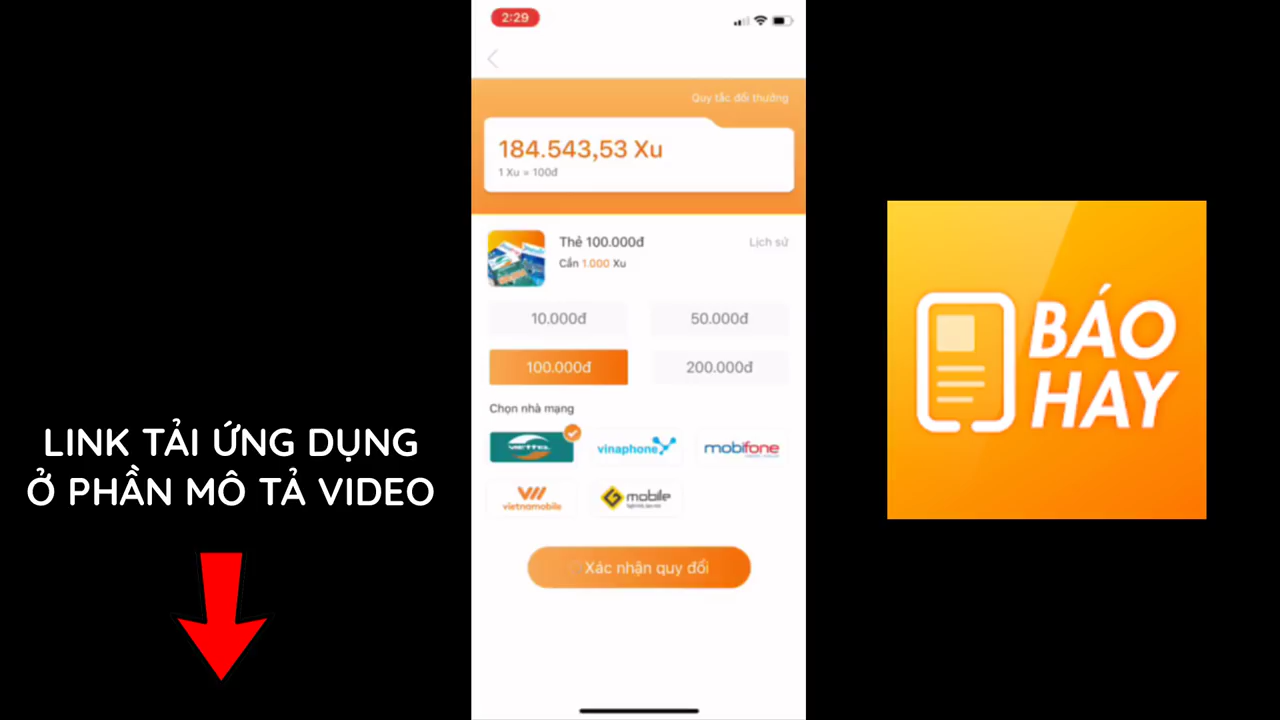 2:29
Quy tắc đổi thưởng
184.543,53 Xu
1 Xu = 100đ
Thẻ 100.000đ
Lịch sử
Cần 1.000 Xu
10.000đ
50.000đ
100.000đ
200.000đ
Chọn nhà mạng
VIETTEL
vinaphone
mobifone
vietnamobile
Gmobile
Xác nhận quy đổi
LINK TẢI ỨNG DỤNG
Ở PHẦN MÔ TẢ VIDEO
BÁO
HAY